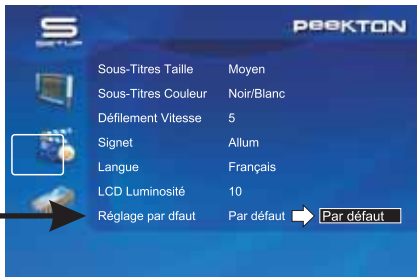 S
SETUP
PEEKTON
Sous-Titres Taille Moyen
Sous-Titres Couleur Noir/Blanc
Défilement Vitesse 5
Signet Allum
Langue Français
LCD Luminosité 10
Réglage par dfaut Par défaut Par défaut